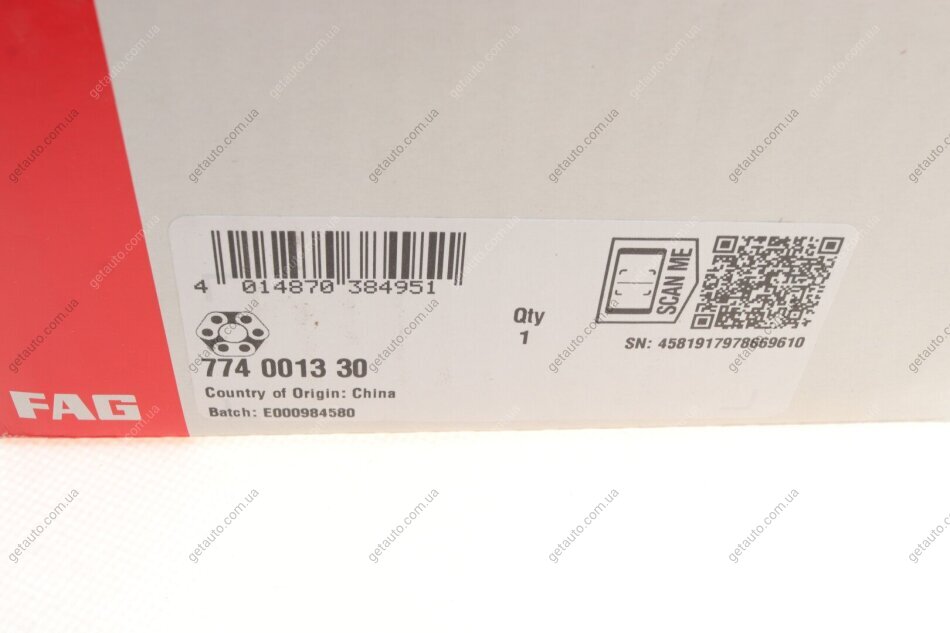 4 014870 384951
Qty
1
SCAN ME
SN: 4581917978669610
774 0013 30
Country of Origin: China
Batch: E000984580
FAG
getauto.com.ua